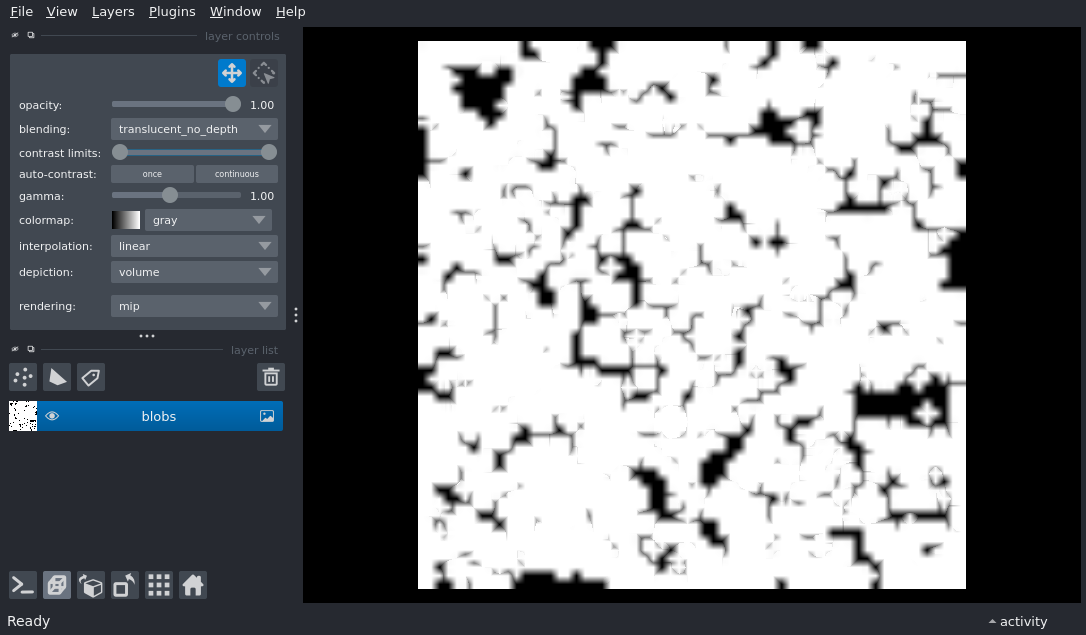 File View Layers Plugins Window Help
layer controls
opacity: 1.00
blending: translucent_no_depth
contrast limits:
auto-contrast: once continuous
gamma: 1.00
colormap: gray
interpolation: linear
depiction: volume
rendering: mip
layer list
blobs
Ready activity